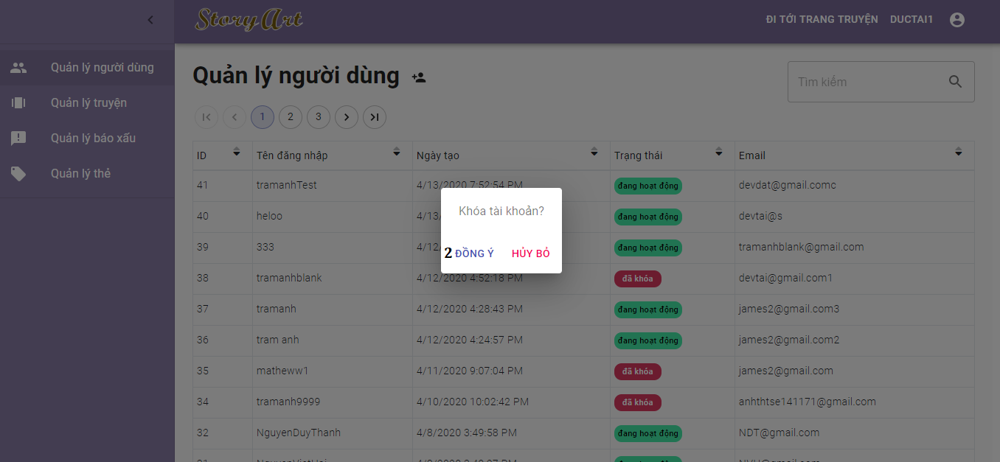 Story Art
ĐI TỚI TRANG TRUYỆN DUCTAI1
Quản lý người dùng
Quản lý truyện
Quản lý báo xấu
Quản lý thẻ
Quản lý người dùng
Tìm kiếm
1 2 3
ID Tên đăng nhập Ngày tạo Trạng thái Email
41 tramanhTest 4/13/2020 7:52:54 PM đang hoạt động devdat@gmail.comc
40 heloo 4/13/ đang hoạt động devtai@s
39 333 4/12/ đang hoạt động tramanhblank@gmail.com
38 tramanhblank 4/12/2020 4:52:18 PM đã khóa devtai@gmail.com1
37 tramanh 4/12/2020 4:28:43 PM đang hoạt động james2@gmail.com3
36 tram anh 4/12/2020 4:24:57 PM đang hoạt động james2@gmail.com2
35 matheww1 4/11/2020 9:07:04 PM đã khóa james2@gmail.com
34 tramanh9999 4/10/2020 10:02:42 PM đã khóa anhthtse141171@gmail.com
32 NguyenDuyThanh 4/8/2020 3:49:58 PM đang hoạt động NDT@gmail.com
Khóa tài khoản?
2 ĐỒNG Ý HỦY BỎ